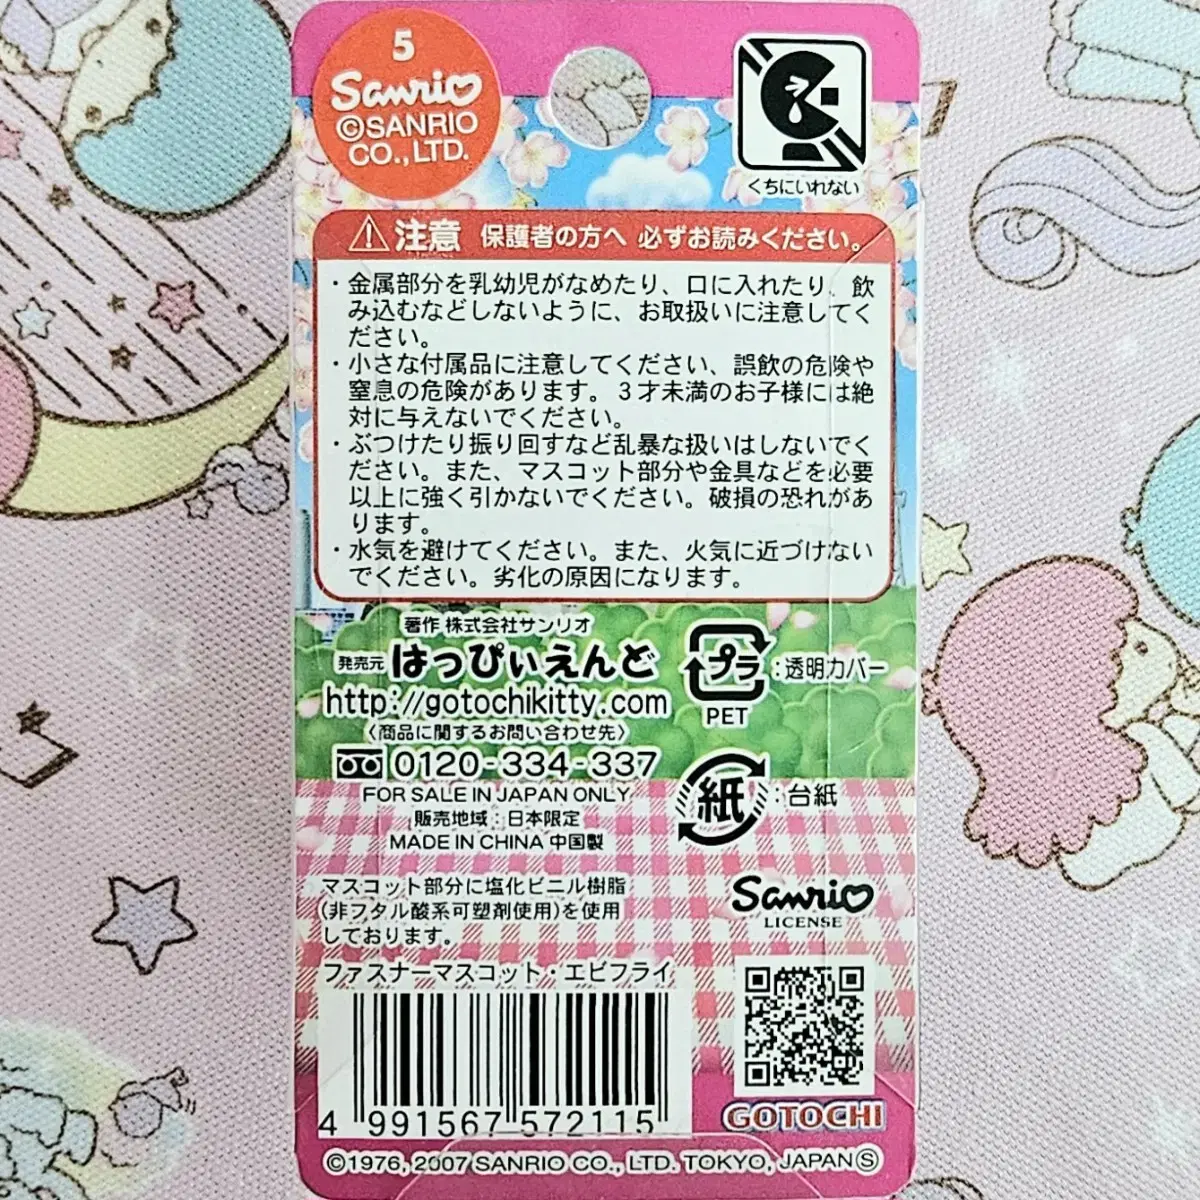 5
Sanrio
©SANRIO
CO.,LTD.
くちにいれない
注意 保護者の方へ 必ずお読みください。
・金属部分を乳幼児がなめたり、口に入れたり、飲
み込むなどしないように、お取扱いに注意してく
ださい。
・小さな付属品に注意してください、誤飲の危険や
窒息の危険があります。3才未満のお子様には絶
対に与えないでください。
・ぶつけたり振り回すなど乱暴な扱いはしないでく
ださい。また、マスコット部分や金具などを必要
以上に強く引かないでください。破損の恐れがあ
ります。
・水気を避けてください。また、火気に近づけない
でください。劣化の原因になります。
著作 株式会社サンリオ
発売元 はっぴぃえんど
http://gotochikitty.com
〈商品に関するお問い合わせ先〉
0120-334-337
FOR SALE IN JAPAN ONLY
販売地域:日本限定
MADE IN CHINA 中国製
プラ :透明カバー
PET
紙 :台紙
マスコット部分に塩化ビニル樹脂
(非フタル酸系可塑剤使用)を使用
しております。
Sanrio
LICENSE
ファスナーマスコット・エビフライ
4 991567 572115
GOTOCHI
©1976, 2007 SANRIO CO., LTD. TOKYO, JAPAN Ⓢ